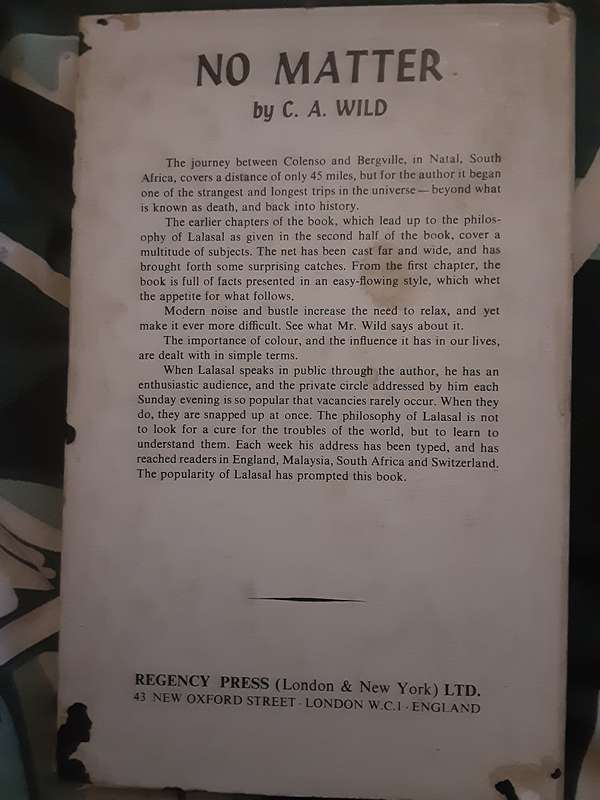 NO MATTER
by C. A. WILD
The journey between Colenso and Bergville, in Natal, South
Africa, covers a distance of only 45 miles, but for the author it began
one of the strangest and longest trips in the universe — beyond what
is known as death, and back into history.
The earlier chapters of the book, which lead up to the philos-
ophy of Lalasal as given in the second half of the book, cover a
multitude of subjects. The net has been cast far and wide, and has
brought forth some surprising catches. From the first chapter, the
book is full of facts presented in an easy-flowing style, which whet
the appetite for what follows.
Modern noise and bustle increase the need to relax, and yet
make it ever more difficult. See what Mr. Wild says about it.
The importance of colour, and the influence it has in our lives,
are dealt with in simple terms.
When Lalasal speaks in public through the author, he has an
enthusiastic audience, and the private circle addressed by him each
Sunday evening is so popular that vacancies rarely occur. When they
do, they are snapped up at once. The philosophy of Lalasal is not
to look for a cure for the troubles of the world, but to learn to
understand them. Each week his address has been typed, and has
reached readers in England, Malaysia, South Africa and Switzerland.
The popularity of Lalasal has prompted this book.
REGENCY PRESS (London & New York) LTD.
43 NEW OXFORD STREET · LONDON W.C.1 · ENGLAND